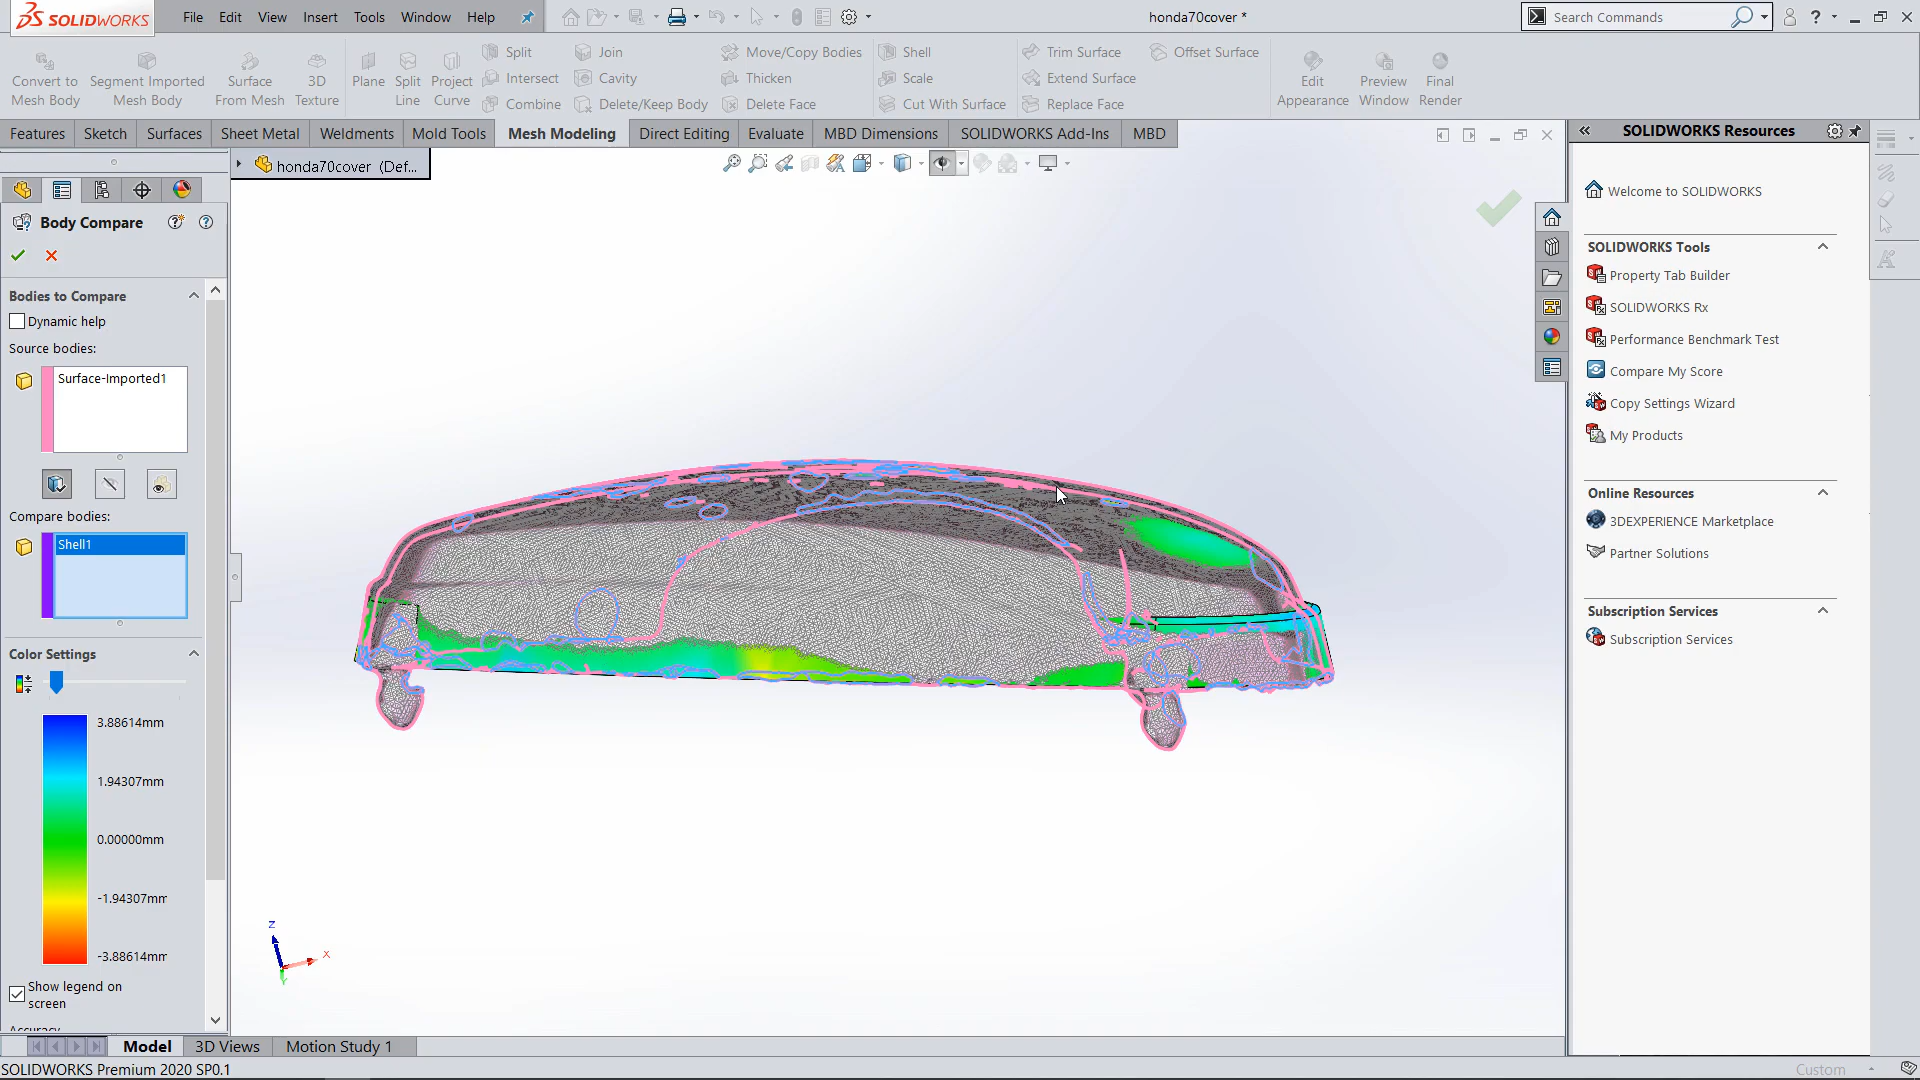 SOLIDWORKS
File Edit View Insert Tools Window Help
honda70cover *
Search Commands
Convert to Mesh Body
Segment Imported Mesh Body
Surface From Mesh
3D Texture
Plane
Split Line
Project Curve
Split
Intersect
Combine
Join
Cavity
Delete/Keep Body
Move/Copy Bodies
Thicken
Delete Face
Shell
Scale
Cut With Surface
Trim Surface
Extend Surface
Replace Face
Offset Surface
Edit Appearance
Preview Window
Final Render
Features Sketch Surfaces Sheet Metal Weldments Mold Tools Mesh Modeling Direct Editing Evaluate MBD Dimensions SOLIDWORKS Add-Ins MBD
honda70cover (Def...
Body Compare
Bodies to Compare
Dynamic help
Source bodies:
Surface-Imported1
Compare bodies:
Shell1
Color Settings
3.88614mm
1.94307mm
0.00000mm
-1.94307mm
-3.88614mm
Show legend on
screen
Accuracy
Z
X
Y
SOLIDWORKS Resources
Welcome to SOLIDWORKS
SOLIDWORKS Tools
Property Tab Builder
SOLIDWORKS Rx
Performance Benchmark Test
Compare My Score
Copy Settings Wizard
My Products
Online Resources
3DEXPERIENCE Marketplace
Partner Solutions
Subscription Services
Subscription Services
Model 3D Views Motion Study 1
SOLIDWORKS Premium 2020 SP0.1
Custom